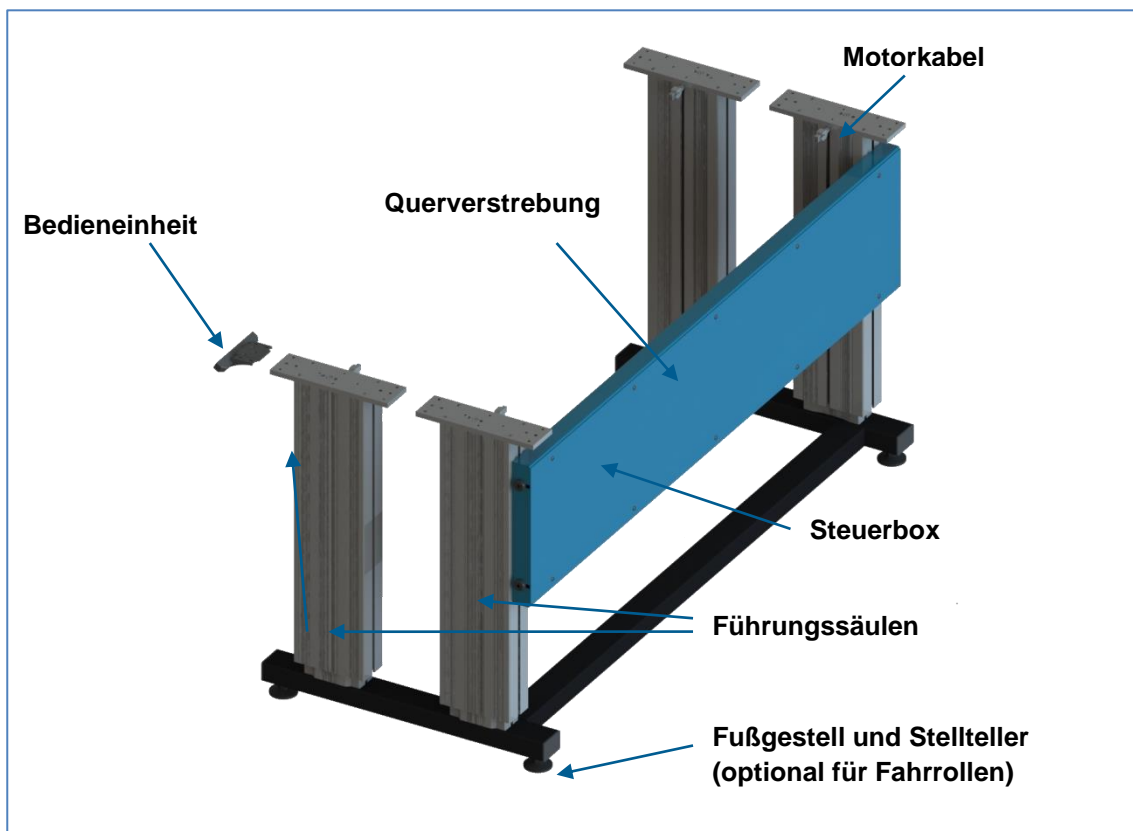 Motorkabel
Querverstrebung
Bedieneinheit
Steuerbox
Führungssäulen
Fußgestell und Stellteller
(optional für Fahrrollen)